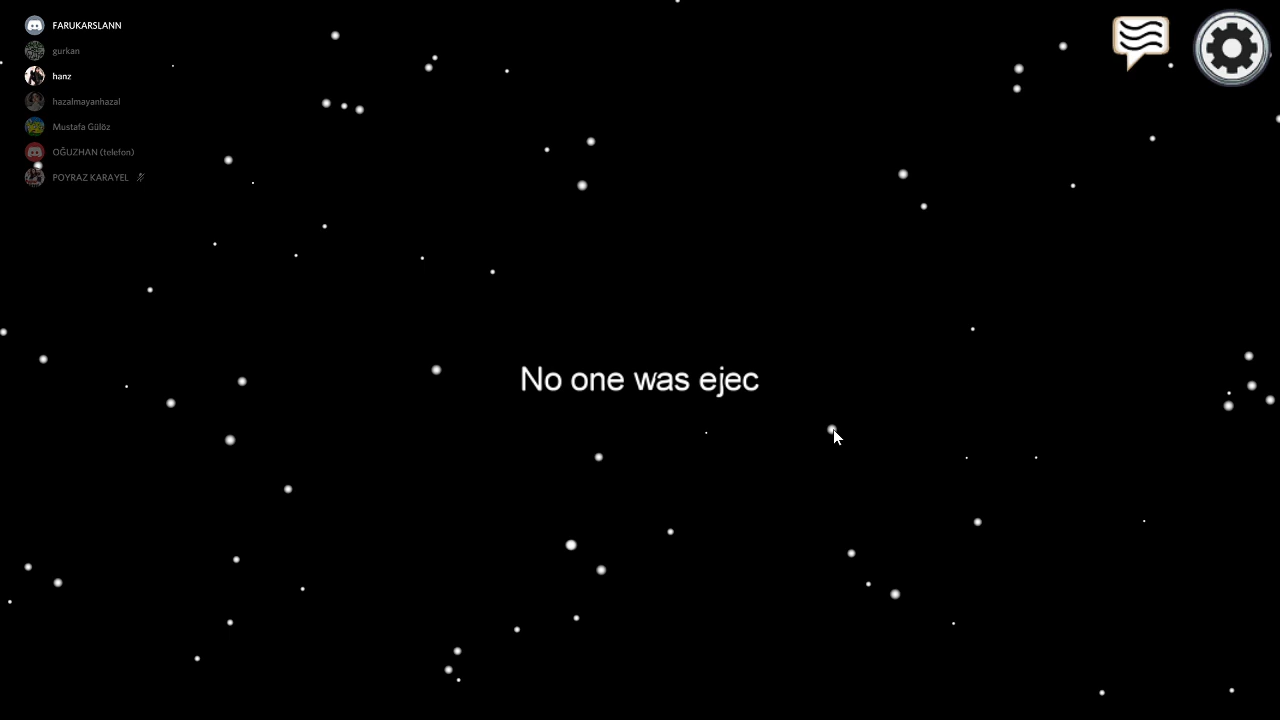 FARUKARSLANN
gurkan
hanz
hazalmayanhazal
Mustafa Gülöz
OĞUZHAN (telefon)
POYRAZ KARAYEL
No one was ejec